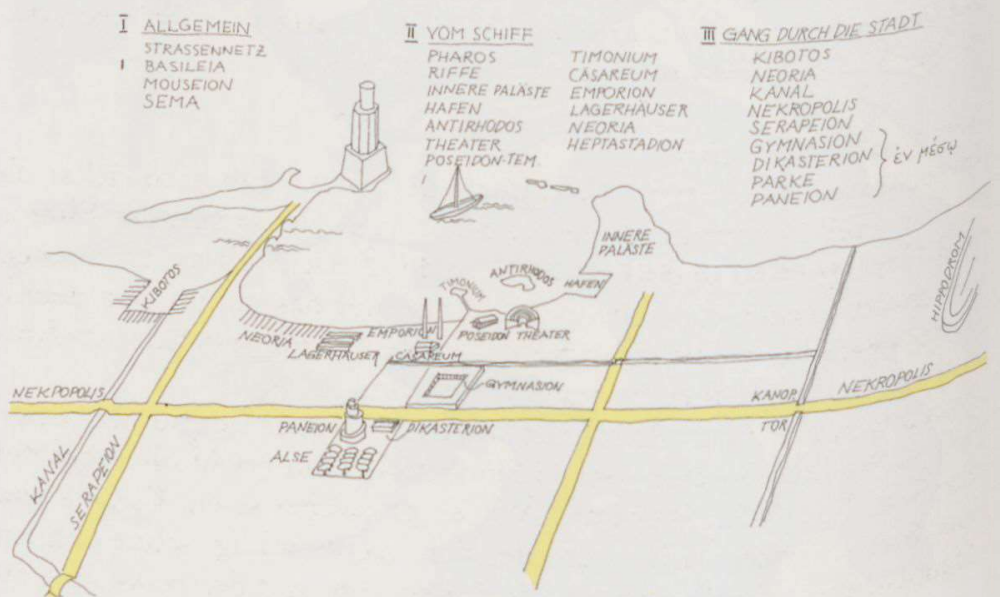 I ALLGEMEIN
STRASSENNETZ
BASILEIA
MOUSEION
SEMA
II VOM SCHIFF
PHAROS
RIFFE
INNERE PALÄSTE
HAFEN
ANTIRHODOS
THEATER
POSEIDON-TEM.
TIMONIUM
CÄSAREUM
EMPORION
LAGERHÄUSER
NEORIA
HEPTASTADION
III GANG DURCH DIE STADT
KIBOTOS
NEORIA
KANAL
NEKROPOLIS
SERAPEION
GYMNASION
DIKASTERION
PARKE
PANEION
ἐν μέσῳ
INNERE
PALÄSTE
ANTIRHODOS
HAFEN
TIMONIUM
KIBOTOS
HIPPODROM
NEORIA
EMPORION
POSEIDON THEATER
LAGERHÄUSER
CÄSAREUM
GYMNASION
NEKPOPOLIS
KANOP.
TOR
NEKROPOLIS
PANEION
DIKASTERION
ALSE
KANAL
SERAPEION